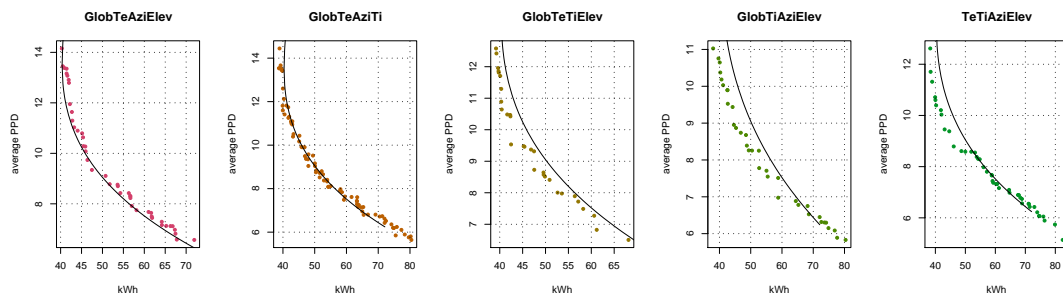 GlobTeAziElev
GlobTeAziTi
GlobTeTiElev
GlobTiAziElev
TeTiAziElev
average PPD
14
12
10
8
40 45 50 55 60 65 70
kWh
average PPD
14
12
10
8
6
40 50 60 70 80
kWh
average PPD
12
11
10
9
8
7
40 45 50 55 60 65
kWh
average PPD
11
10
9
8
7
6
40 50 60 70 80
kWh
average PPD
12
10
8
6
40 50 60 70 80
kWh